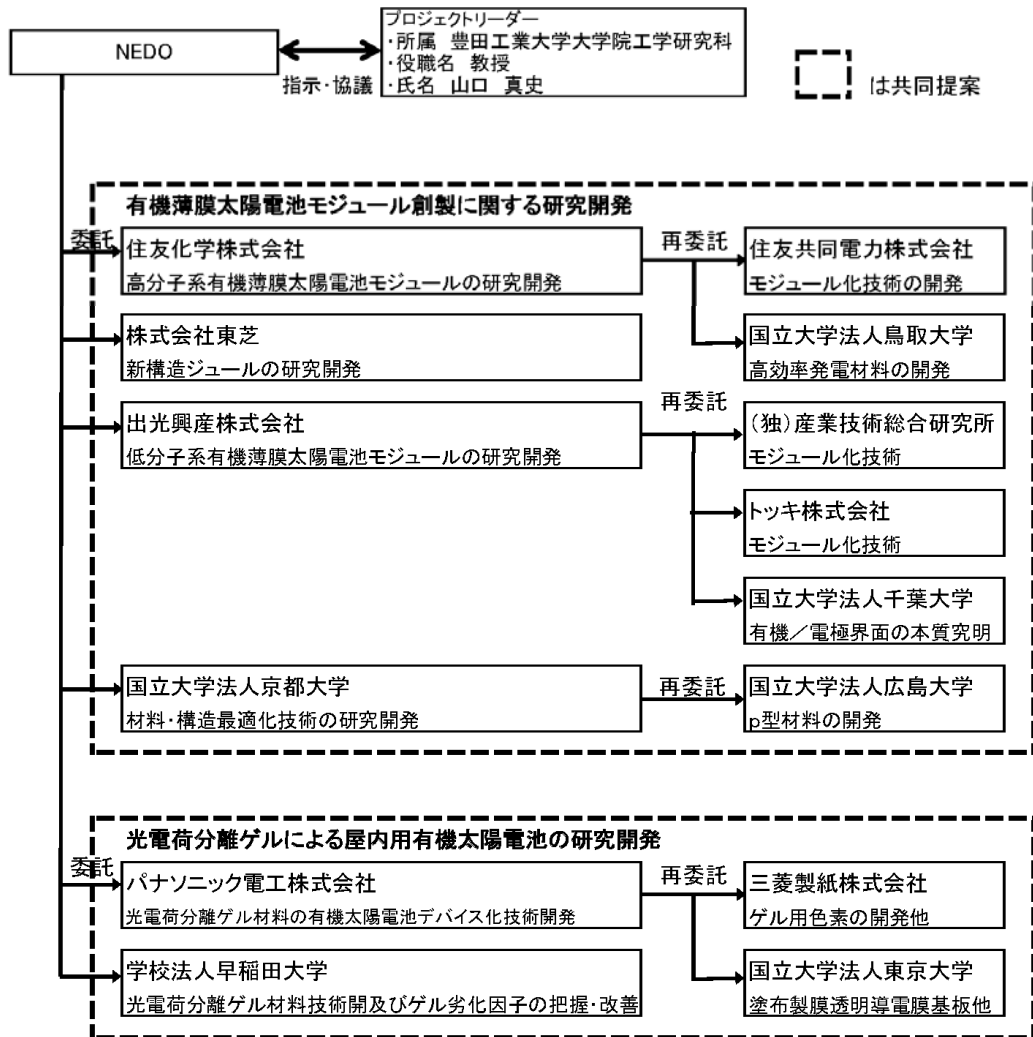 NEDO
指示・協議
プロジェクトリーダー
・所属 豊田工業大学大学院工学研究科
・役職名 教授
・氏名 山口 真史
は共同提案
有機薄膜太陽電池モジュール創製に関する研究開発
委託
住友化学株式会社
高分子系有機薄膜太陽電池モジュールの研究開発
再委託
住友共同電力株式会社
モジュール化技術の開発
国立大学法人鳥取大学
高効率発電材料の開発
株式会社東芝
新構造ジュールの研究開発
出光興産株式会社
低分子系有機薄膜太陽電池モジュールの研究開発
再委託
(独)産業技術総合研究所
モジュール化技術
トッキ株式会社
モジュール化技術
国立大学法人千葉大学
有機/電極界面の本質究明
国立大学法人京都大学
材料・構造最適化技術の研究開発
再委託
国立大学法人広島大学
p型材料の開発
光電荷分離ゲルによる屋内用有機太陽電池の研究開発
委託
パナソニック電工株式会社
光電荷分離ゲル材料の有機太陽電池デバイス化技術開発
再委託
三菱製紙株式会社
ゲル用色素の開発他
国立大学法人東京大学
塗布製膜透明導電膜基板他
学校法人早稲田大学
光電荷分離ゲル材料技術開及びゲル劣化因子の把握・改善